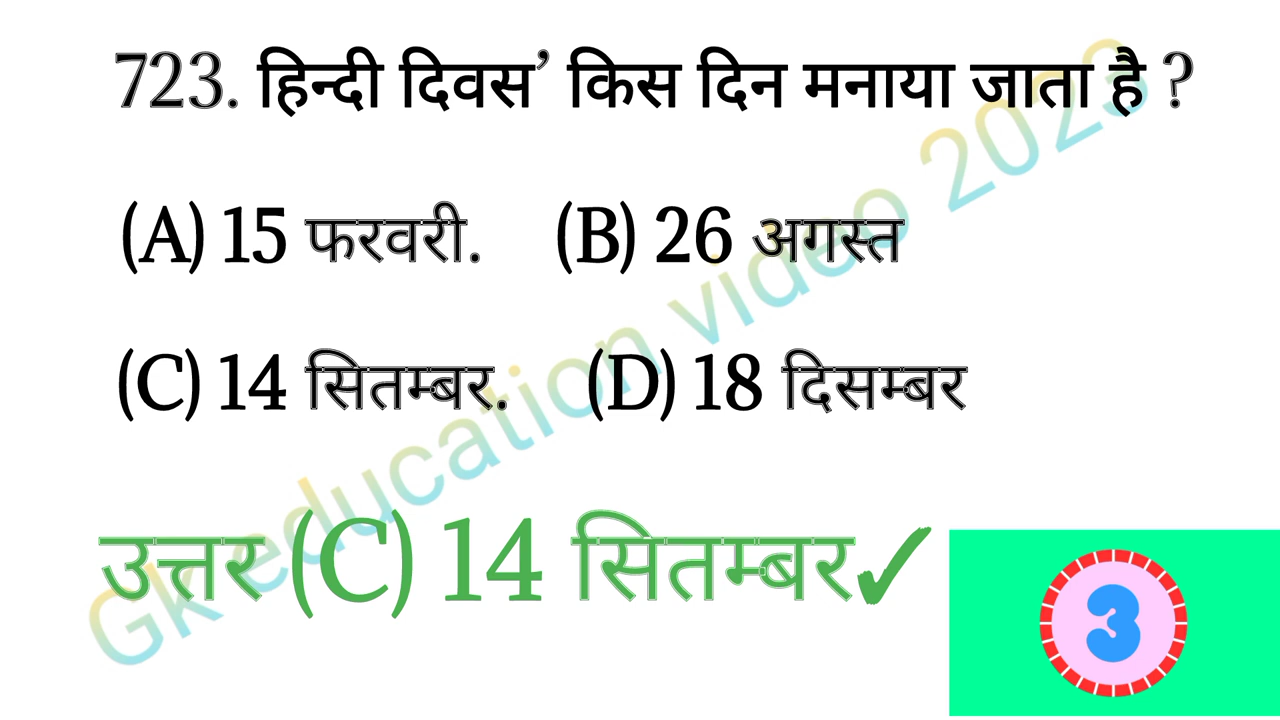 723. हिन्दी दिवस’ किस दिन मनाया जाता है ?
(A) 15 फरवरी. (B) 26 अगस्त
(C) 14 सितम्बर. (D) 18 दिसम्बर
उत्तर (C) 14 सितम्बर✓
Gk education video 2023
3